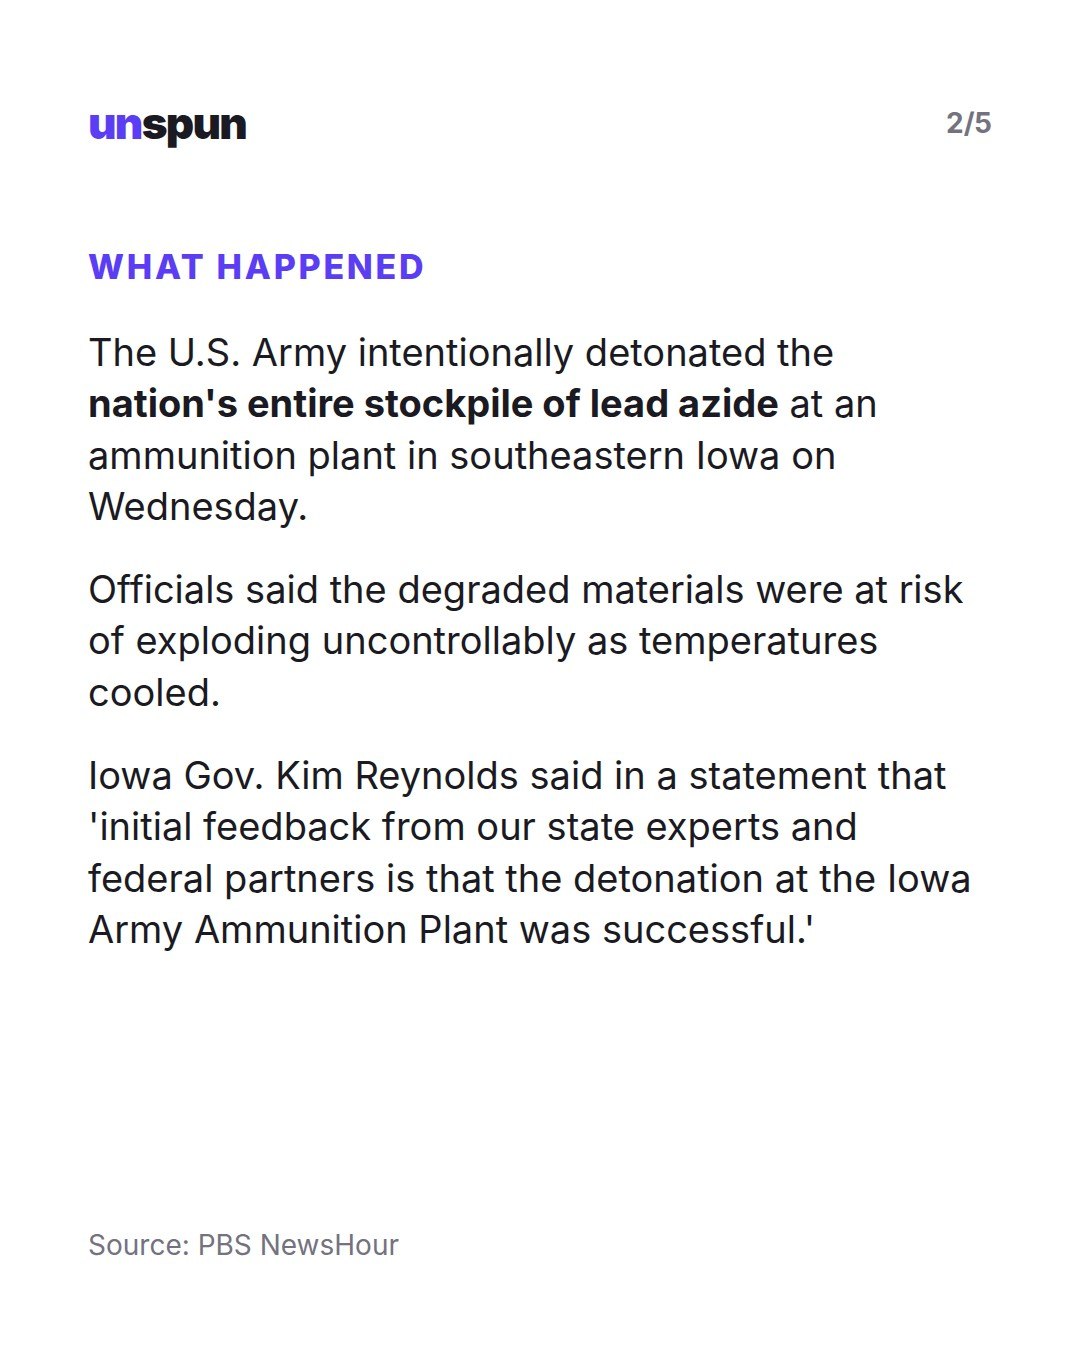 unspun
2/5
WHAT HAPPENED
The U.S. Army intentionally detonated the
nation's entire stockpile of lead azide at an
ammunition plant in southeastern Iowa on
Wednesday.
Officials said the degraded materials were at risk
of exploding uncontrollably as temperatures
cooled.
Iowa Gov. Kim Reynolds said in a statement that
'initial feedback from our state experts and
federal partners is that the detonation at the Iowa
Army Ammunition Plant was successful.'
Source: PBS NewsHour